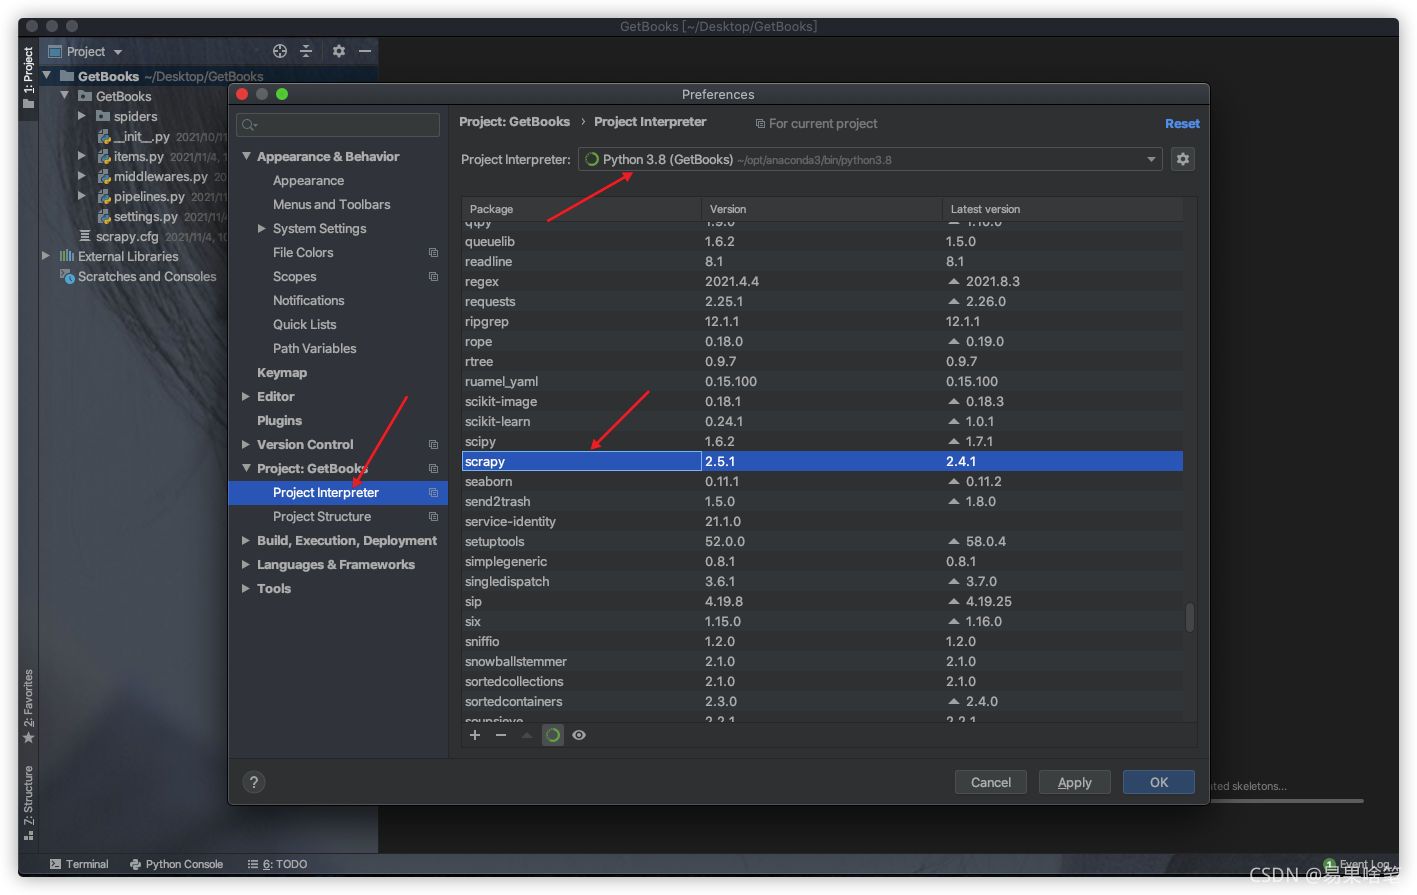 GetBooks [~/Desktop/GetBooks]
1: Project
Project
GetBooks ~/Desktop/GetBooks
GetBooks
spiders
__init__.py 2021/10/11
items.py 2021/11/4, 1
middlewares.py 20
pipelines.py 2021/11
settings.py 2021/11/4
scrapy.cfg 2021/11/4, 10
External Libraries
Scratches and Consoles
2: Favorites
7: Structure
Preferences
Appearance & Behavior
Appearance
Menus and Toolbars
System Settings
File Colors
Scopes
Notifications
Quick Lists
Path Variables
Keymap
Editor
Plugins
Version Control
Project: GetBooks
Project Interpreter
Project Structure
Build, Execution, Deployment
Languages & Frameworks
Tools
Project: GetBooks › Project Interpreter For current project Reset
Project Interpreter: Python 3.8 (GetBooks) ~/opt/anaconda3/bin/python3.8
Package Version Latest version
qtpy 1.9.0 1.10.0
queuelib 1.6.2 1.5.0
readline 8.1 8.1
regex 2021.4.4 2021.8.3
requests 2.25.1 2.26.0
ripgrep 12.1.1 12.1.1
rope 0.18.0 0.19.0
rtree 0.9.7 0.9.7
ruamel_yaml 0.15.100 0.15.100
scikit-image 0.18.1 0.18.3
scikit-learn 0.24.1 1.0.1
scipy 1.6.2 1.7.1
scrapy 2.5.1 2.4.1
seaborn 0.11.1 0.11.2
send2trash 1.5.0 1.8.0
service-identity 21.1.0
setuptools 52.0.0 58.0.4
simplegeneric 0.8.1 0.8.1
singledispatch 3.6.1 3.7.0
sip 4.19.8 4.19.25
six 1.15.0 1.16.0
sniffio 1.2.0 1.2.0
snowballstemmer 2.1.0 2.1.0
sortedcollections 2.1.0 2.1.0
sortedcontainers 2.3.0 2.4.0
soupsieve 2.2.1 2.2.1
? Cancel Apply OK
ated skeletons...
Terminal Python Console 6: TODO
1 Event Log
CSDN @易果啥笔